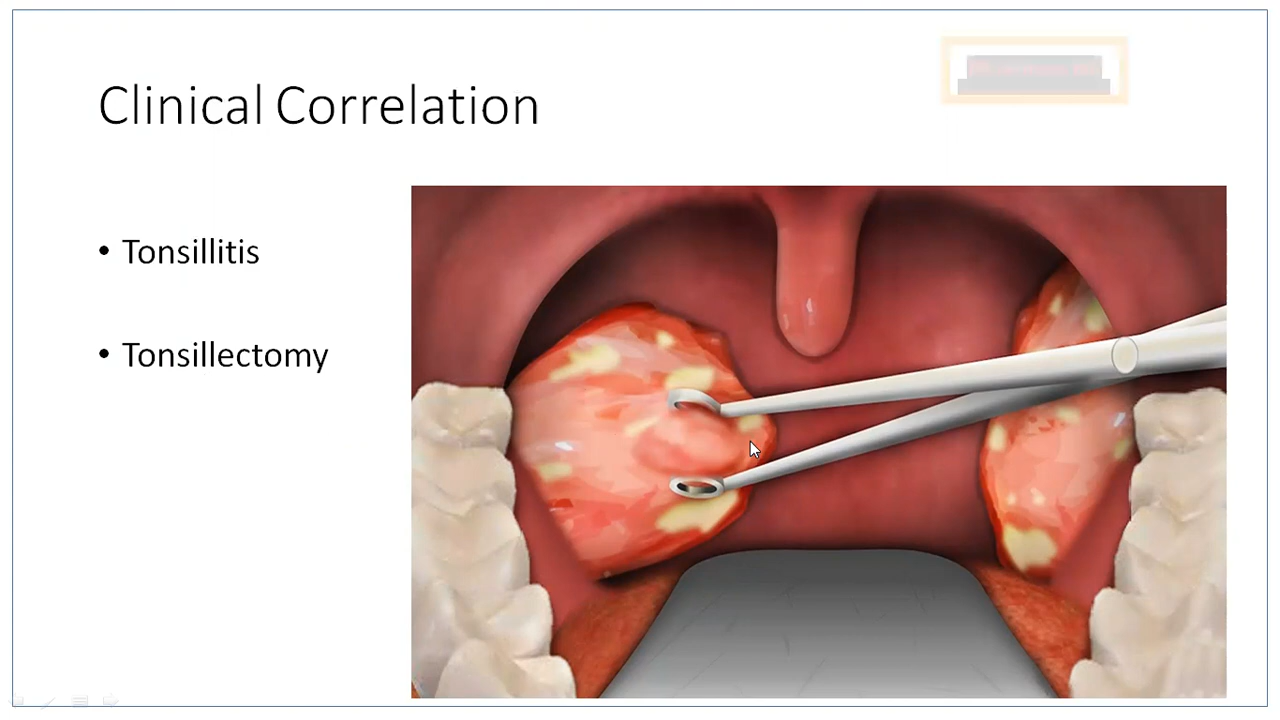 Clinical Correlation
• Tonsillitis
• Tonsillectomy